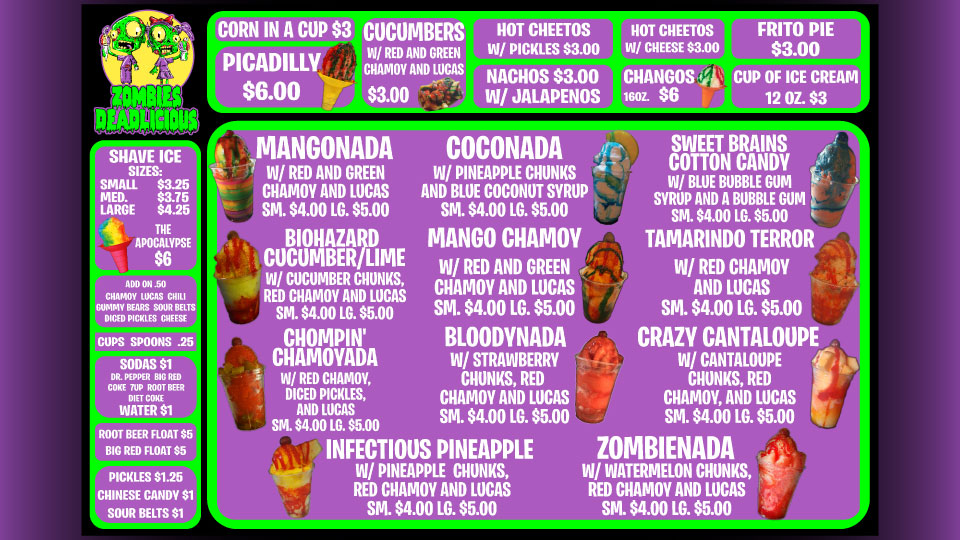 ZOMBIES
DEADLICIOUS
CORN IN A CUP $3
PICADILLY
$6.00
CUCUMBERS
W/ RED AND GREEN
CHAMOY AND LUCAS
$3.00
HOT CHEETOS
W/ PICKLES $3.00
NACHOS $3.00
W/ JALAPENOS
HOT CHEETOS
W/ CHEESE $3.00
CHANGOS
16OZ. $6
FRITO PIE
$3.00
CUP OF ICE CREAM
12 OZ. $3
SHAVE ICE
SIZES:
SMALL $3.25
MED. $3.75
LARGE $4.25
THE
APOCALYPSE
$6
ADD ON .50
CHAMOY LUCAS CHILI
GUMMY BEARS SOUR BELTS
DICED PICKLES CHEESE
CUPS SPOONS .25
SODAS $1
DR. PEPPER BIG RED
COKE 7UP ROOT BEER
DIET COKE
WATER $1
ROOT BEER FLOAT $5
BIG RED FLOAT $5
PICKLES $1.25
CHINESE CANDY $1
SOUR BELTS $1
MANGONADA
W/ RED AND GREEN
CHAMOY AND LUCAS
SM. $4.00 LG. $5.00
COCONADA
W/ PINEAPPLE CHUNKS
AND BLUE COCONUT SYRUP
SM. $4.00 LG. $5.00
SWEET BRAINS
COTTON CANDY
W/ BLUE BUBBLE GUM
SYRUP AND A BUBBLE GUM
SM. $4.00 LG. $5.00
BIOHAZARD
CUCUMBER/LIME
W/ CUCUMBER CHUNKS,
RED CHAMOY AND LUCAS
SM. $4.00 LG. $5.00
MANGO CHAMOY
W/ RED AND GREEN
CHAMOY AND LUCAS
SM. $4.00 LG. $5.00
TAMARINDO TERROR
W/ RED CHAMOY
AND LUCAS
SM. $4.00 LG. $5.00
CHOMPIN'
CHAMOYADA
W/ RED CHAMOY,
DICED PICKLES,
AND LUCAS
SM. $4.00 LG. $5.00
BLOODYNADA
W/ STRAWBERRY
CHUNKS, RED
CHAMOY AND LUCAS
SM. $4.00 LG. $5.00
CRAZY CANTALOUPE
W/ CANTALOUPE
CHUNKS, RED
CHAMOY, AND LUCAS
SM. $4.00 LG. $5.00
INFECTIOUS PINEAPPLE
W/ PINEAPPLE CHUNKS,
RED CHAMOY AND LUCAS
SM. $4.00 LG. $5.00
ZOMBIENADA
W/ WATERMELON CHUNKS,
RED CHAMOY AND LUCAS
SM. $4.00 LG. $5.00